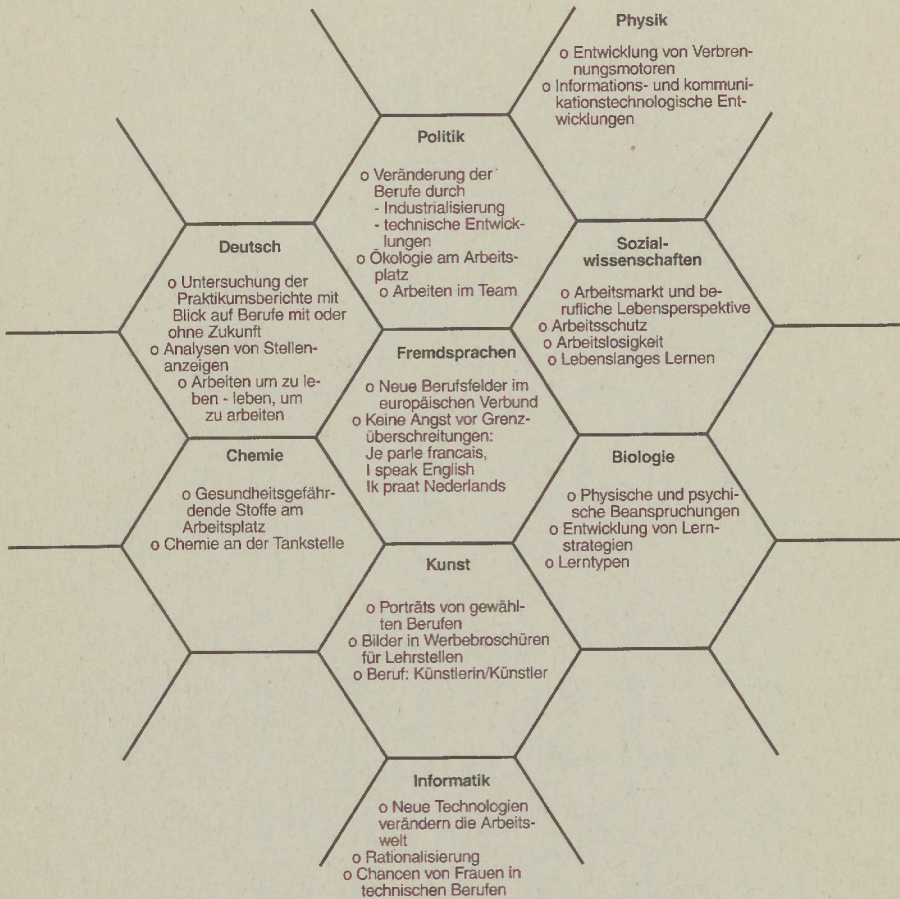 Physik
o Entwicklung von Verbren-
nungsmotoren
o Informations- und kommuni-
kationstechnologische Ent-
wicklungen
Politik
o Veränderung der
Berufe durch
- Industrialisierung
- technische Entwick-
lungen
o Ökologie am Arbeits-
platz
o Arbeiten im Team
Deutsch
o Untersuchung der
Praktikumsberichte mit
Blick auf Berufe mit oder
ohne Zukunft
o Analysen von Stellen-
anzeigen
o Arbeiten um zu le-
ben - leben, um
zu arbeiten
Sozial-
wissenschaften
o Arbeitsmarkt und be-
rufliche Lebensperspektive
o Arbeitsschutz
o Arbeitslosigkeit
o Lebenslanges Lernen
Fremdsprachen
o Neue Berufsfelder im
europäischen Verbund
o Keine Angst vor Grenz-
überschreitungen:
Je parle francais,
I speak English
Ik praat Nederlands
Chemie
o Gesundheitsgefähr-
dende Stoffe am
Arbeitsplatz
o Chemie an der Tankstelle
Biologie
o Physische und psychi-
sche Beanspruchungen
o Entwicklung von Lern-
strategien
o Lerntypen
Kunst
o Porträts von gewähl-
ten Berufen
o Bilder in Werbebroschüren
für Lehrstellen
o Beruf: Künstlerin/Künstler
Informatik
o Neue Technologien
verändern die Arbeits-
welt
o Rationalisierung
o Chancen von Frauen in
technischen Berufen